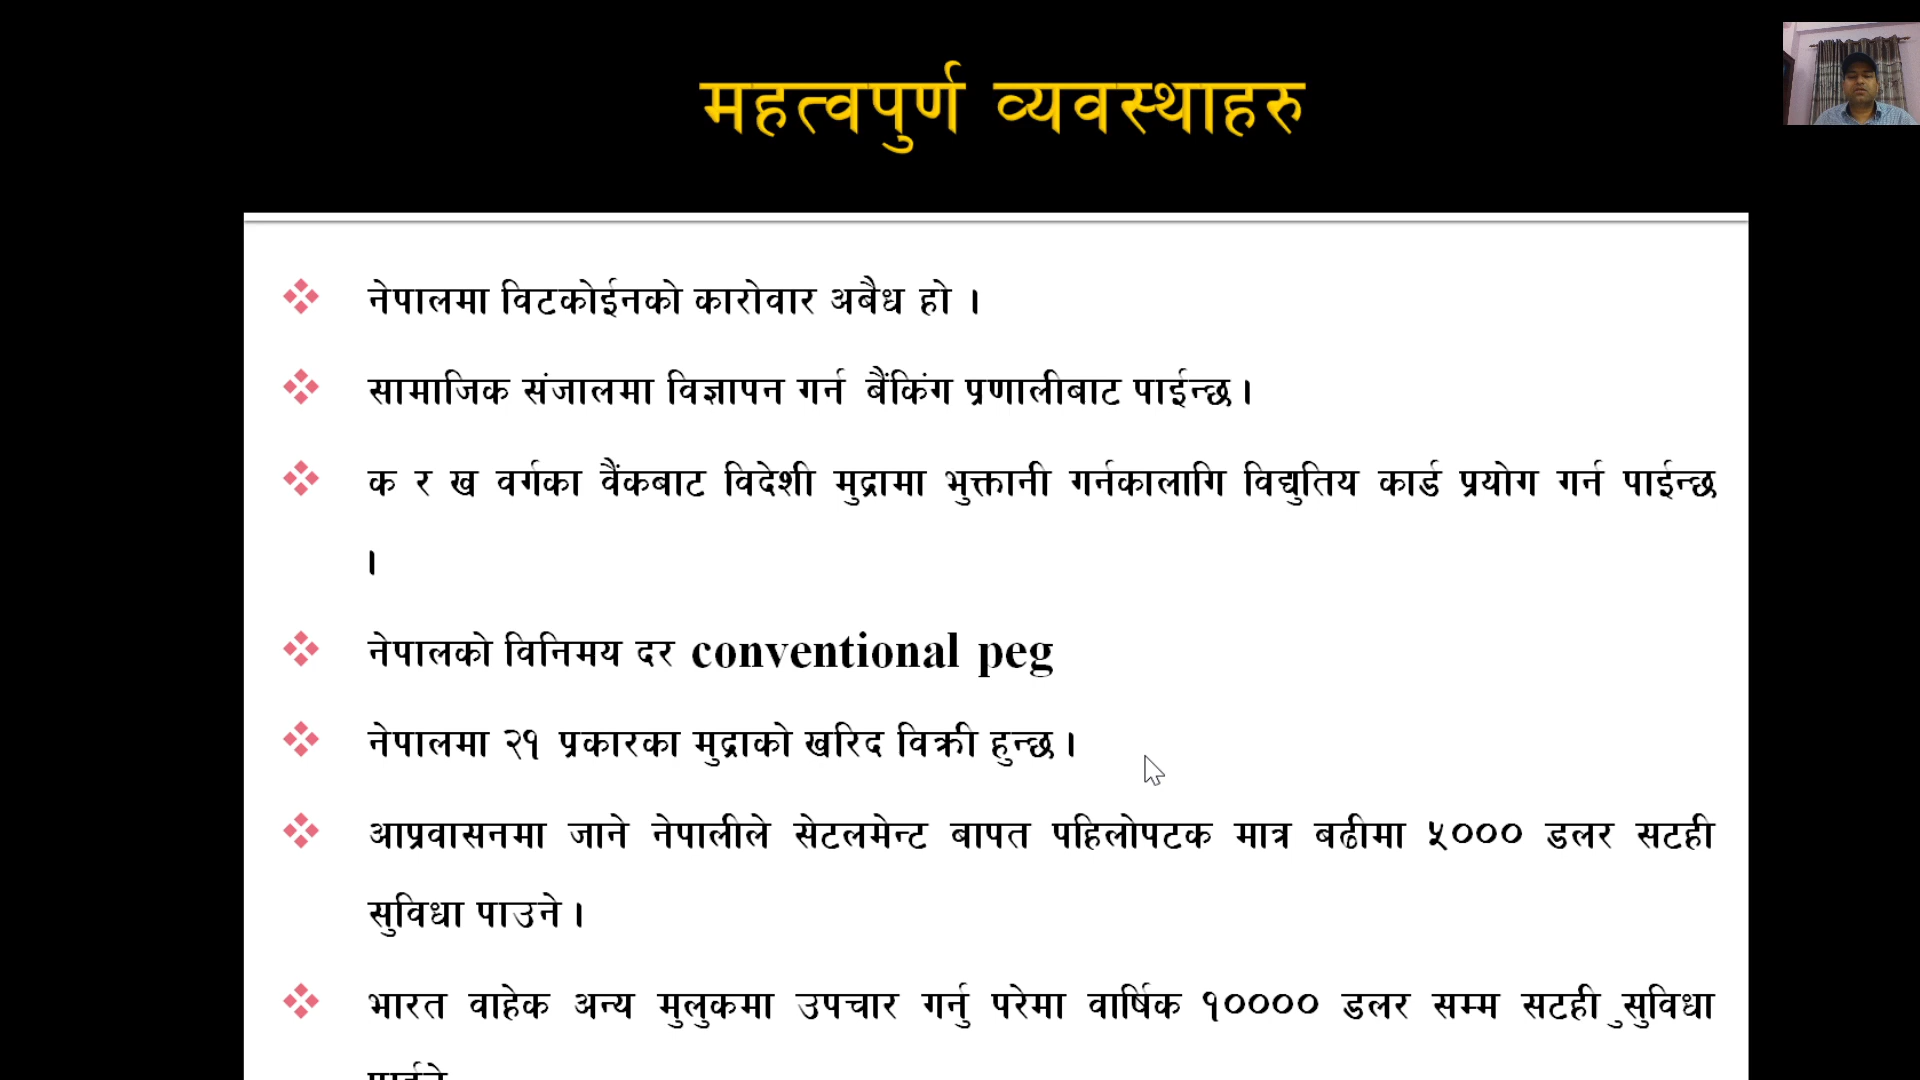 महत्वपुर्ण व्यवस्थाहरु
नेपालमा विटकोईनको कारोवार अबैध हो ।
सामाजिक संजालमा विज्ञापन गर्न बैंकिंग प्रणालीबाट पाईन्छ ।
क र ख वर्गका वैंकबाट विदेशी मुद्रामा भुक्तानी गर्नकालागि विद्युतिय कार्ड प्रयोग गर्न पाईन्छ
।
नेपालको विनिमय दर conventional peg
नेपालमा २१ प्रकारका मुद्राको खरिद विक्री हुन्छ ।
आप्रवासनमा जाने नेपालीले सेटलमेन्ट बापत पहिलोपटक मात्र बढीमा ५००० डलर सटही
सुविधा पाउने ।
भारत वाहेक अन्य मुलुकमा उपचार गर्नु परेमा वार्षिक १०००० डलर सम्म सटही ुसुविधा